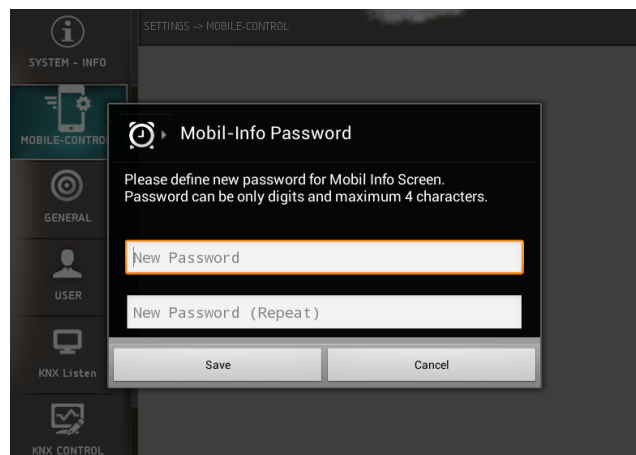 SETTINGS -> MOBILE-CONTROL
SYSTEM - INFO
MOBILE-CONTRO
GENERAL
USER
KNX Listen
KNX CONTROL
Mobil-Info Password
Please define new password for Mobil Info Screen.
Password can be only digits and maximum 4 characters.
New Password
New Password (Repeat)
Save
Cancel